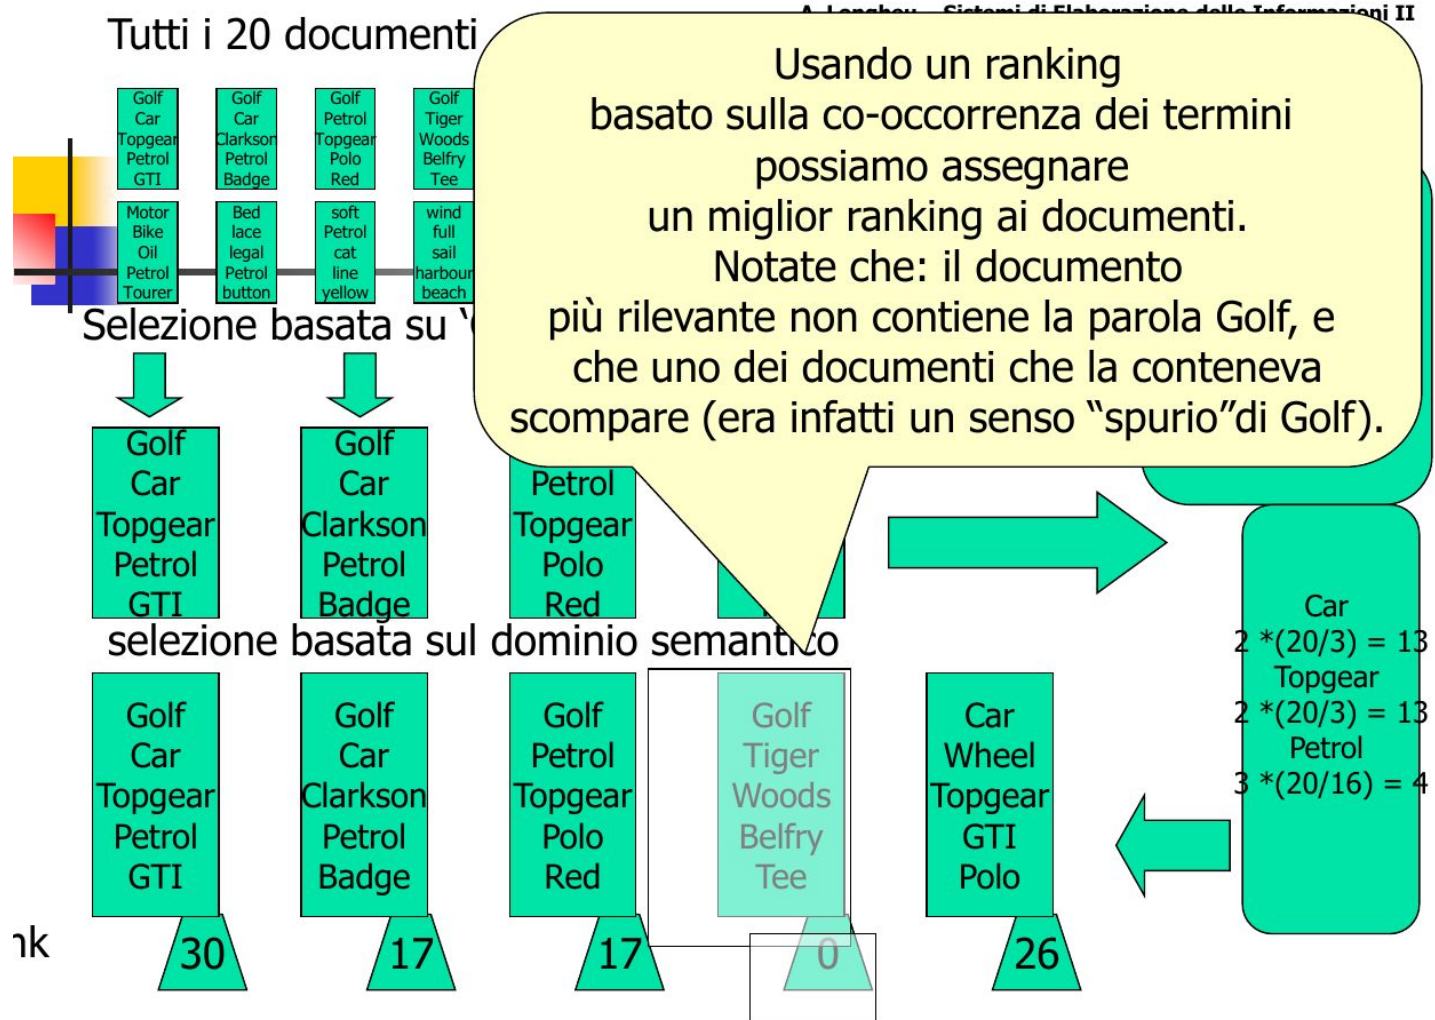 Tutti i 20 documenti
II
Usando un ranking
basato sulla co-occorrenza dei termini
possiamo assegnare
un miglior ranking ai documenti.
Notate che: il documento
più rilevante non contiene la parola Golf, e
che uno dei documenti che la conteneva
scompare (era infatti un senso “spurio”di Golf).
Golf
Car
Topgear
Petrol
GTI
Golf
Car
Clarkson
Petrol
Badge
Golf
Petrol
Topgear
Polo
Red
Golf
Tiger
Woods
Belfry
Tee
Motor
Bike
Oil
Petrol
Tourer
Bed
lace
legal
Petrol
button
soft
Petrol
cat
line
yellow
wind
full
sail
harbour
beach
Selezione basata su ‘
Golf
Car
Topgear
Petrol
GTI
Golf
Car
Clarkson
Petrol
Badge
Petrol
Topgear
Polo
Red
selezione basata sul dominio semantico
Car
2 *(20/3) = 13
Topgear
2 *(20/3) = 13
Petrol
3 *(20/16) = 4
Golf
Car
Topgear
Petrol
GTI
Golf
Car
Clarkson
Petrol
Badge
Golf
Petrol
Topgear
Polo
Red
Golf
Tiger
Woods
Belfry
Tee
Car
Wheel
Topgear
GTI
Polo
30
17
17
0
26